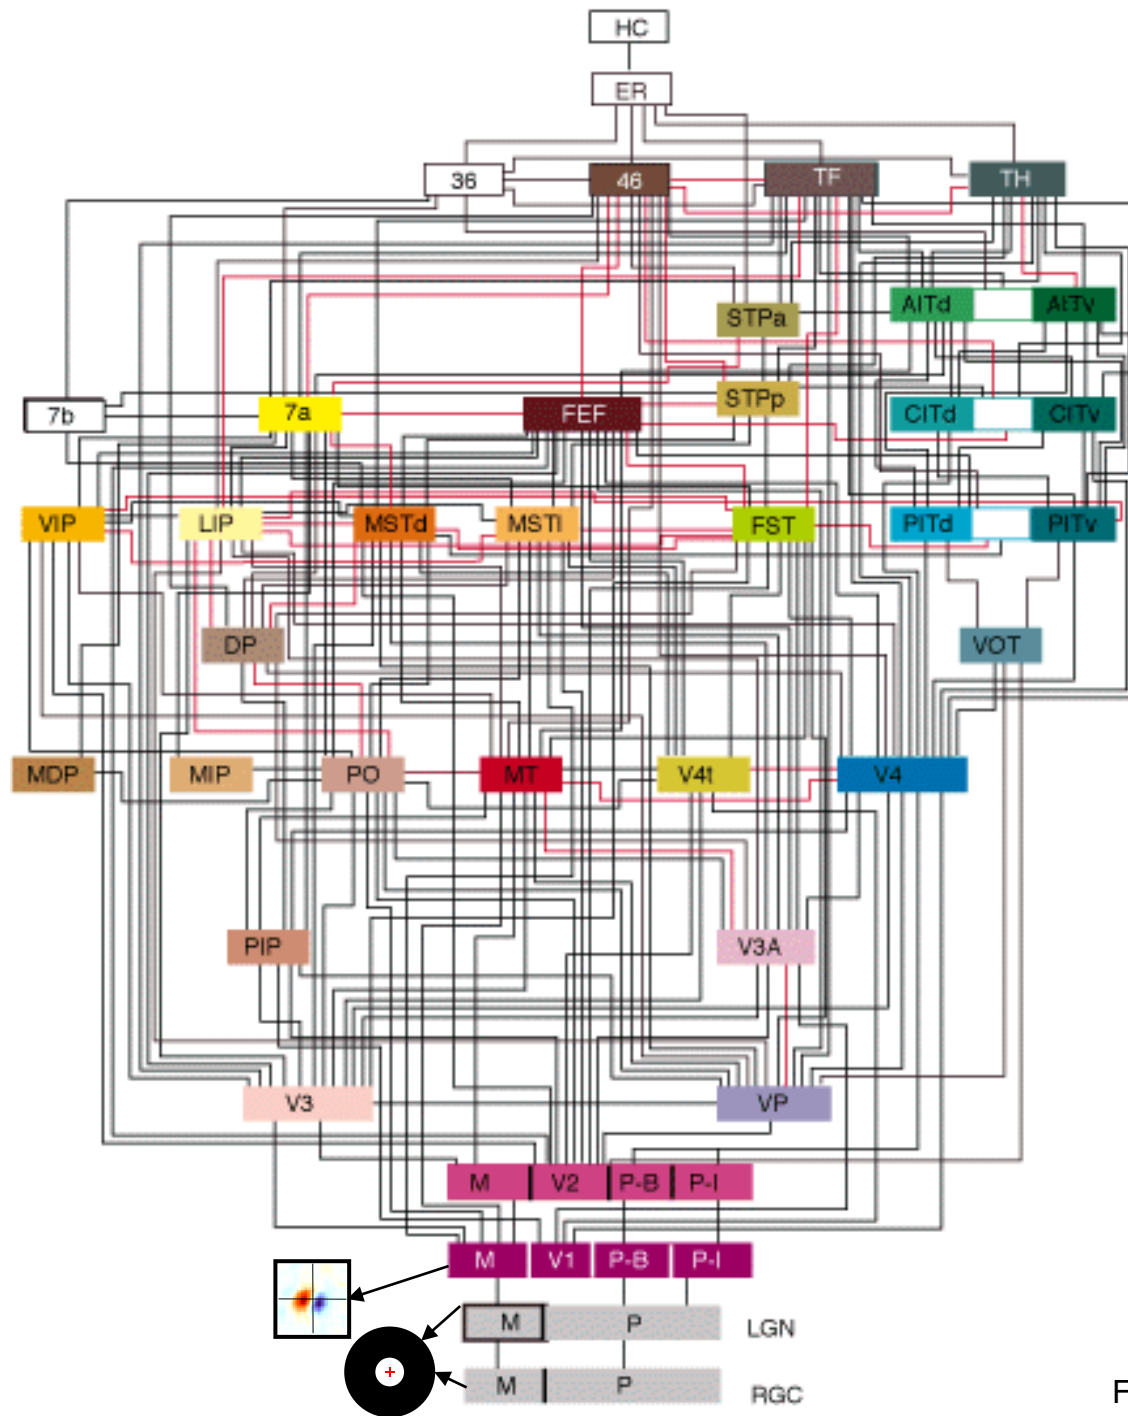 HC
ER
36 46 TF TH
STPa AITd AITv
7b 7a FEF STPp CITd CITv
VIP LIP MSTd MSTl FST PITd PITv
DP VOT
MDP MIP PO MT V4t V4
PIP V3A
V3 VP
M V2 P-B P-I
M V1 P-B P-I
M P LGN
M P RGC
F